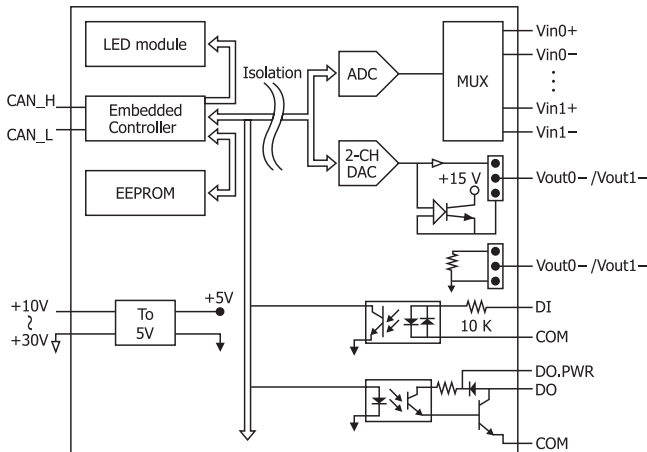 LED module
Embedded
Controller
EEPROM
CAN_H
CAN_L
Isolation
ADC
MUX
Vin0+
Vin0−
Vin1+
Vin1−
2-CH
DAC
+15 V
Vout0−/Vout1−
Vout0−/Vout1−
+10V
~
+30V
To
5V
+5V
DI
10 K
COM
DO.PWR
DO
COM